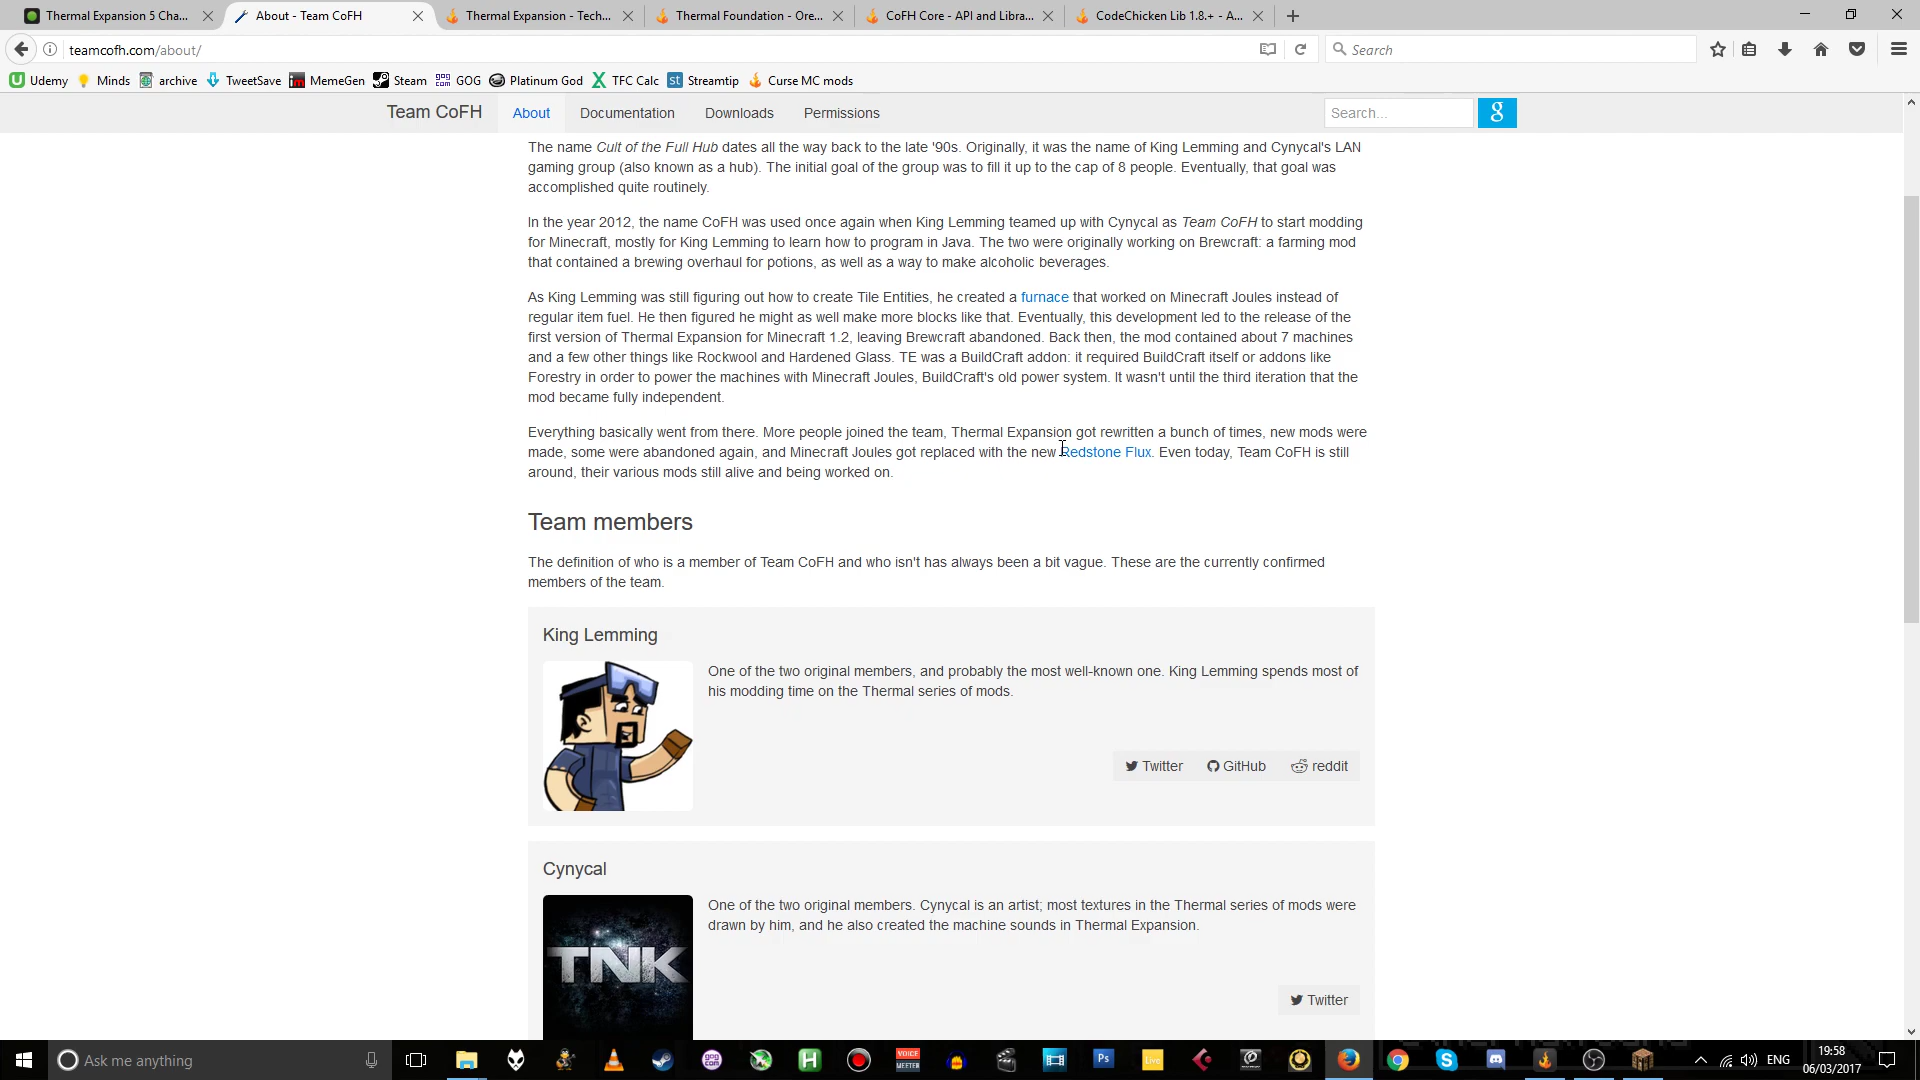 Thermal Expansion 5 Cha...
About - Team CoFH
Thermal Expansion - Tech...
Thermal Foundation - Ore...
CoFH Core - API and Libra...
CodeChicken Lib 1.8.+ - A...
teamcofh.com/about/
Search
Udemy
Minds
archive
TweetSave
MemeGen
Steam
GOG
Platinum God
TFC Calc
Streamtip
Curse MC mods
Team CoFH
About
Documentation
Downloads
Permissions
Search...
The name Cult of the Full Hub dates all the way back to the late '90s. Originally, it was the name of King Lemming and Cynycal's LAN
gaming group (also known as a hub). The initial goal of the group was to fill it up to the cap of 8 people. Eventually, that goal was
accomplished quite routinely.
In the year 2012, the name CoFH was used once again when King Lemming teamed up with Cynycal as Team CoFH to start modding
for Minecraft, mostly for King Lemming to learn how to program in Java. The two were originally working on Brewcraft: a farming mod
that contained a brewing overhaul for potions, as well as a way to make alcoholic beverages.
As King Lemming was still figuring out how to create Tile Entities, he created a furnace that worked on Minecraft Joules instead of
regular item fuel. He then figured he might as well make more blocks like that. Eventually, this development led to the release of the
first version of Thermal Expansion for Minecraft 1.2, leaving Brewcraft abandoned. Back then, the mod contained about 7 machines
and a few other things like Rockwool and Hardened Glass. TE was a BuildCraft addon: it required BuildCraft itself or addons like
Forestry in order to power the machines with Minecraft Joules, BuildCraft's old power system. It wasn't until the third iteration that the
mod became fully independent.
Everything basically went from there. More people joined the team, Thermal Expansion got rewritten a bunch of times, new mods were
made, some were abandoned again, and Minecraft Joules got replaced with the new Redstone Flux. Even today, Team CoFH is still
around, their various mods still alive and being worked on.
Team members
The definition of who is a member of Team CoFH and who isn't has always been a bit vague. These are the currently confirmed
members of the team.
King Lemming
One of the two original members, and probably the most well-known one. King Lemming spends most of
his modding time on the Thermal series of mods.
Twitter
GitHub
reddit
Cynycal
TNK
One of the two original members. Cynycal is an artist; most textures in the Thermal series of mods were
drawn by him, and he also created the machine sounds in Thermal Expansion.
Twitter
Ask me anything
ENG
19:58
06/03/2017